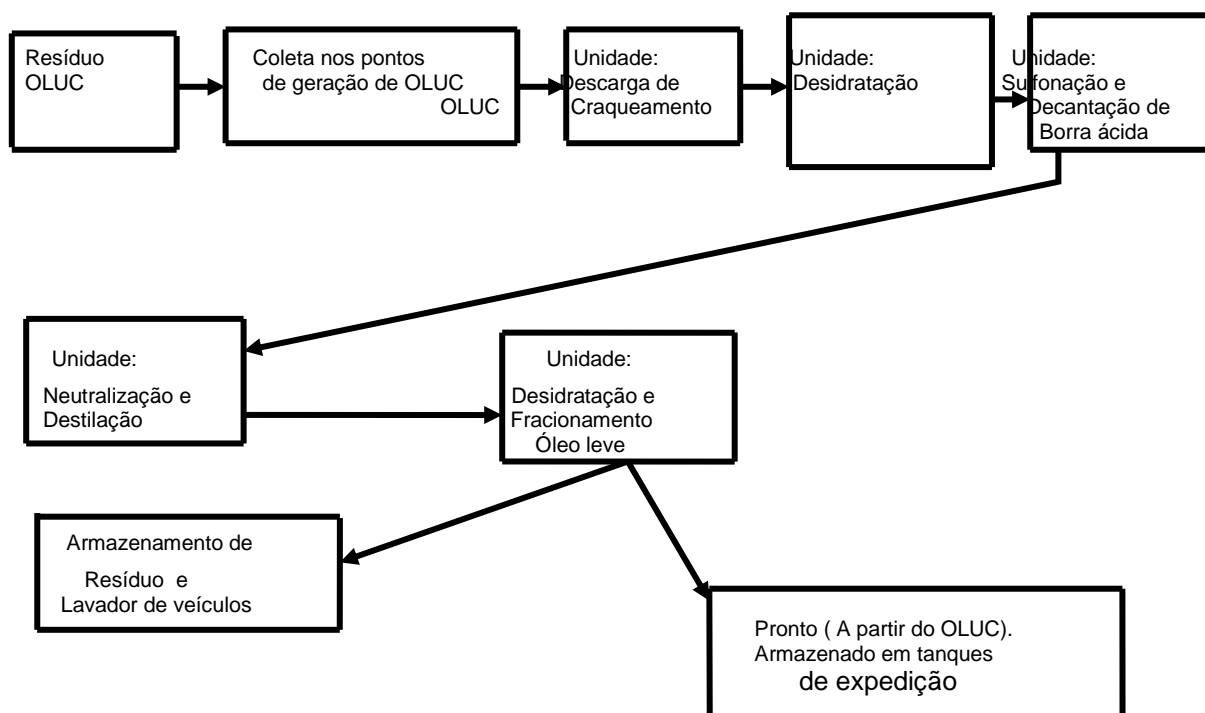 Resíduo
OLUC
Coleta nos pontos
de geração de OLUC
OLUC
Unidade:
Descarga de
Craqueamento
Unidade:
Desidratação
Unidade:
Sulfonação e
Decantação de
Borra ácida
Unidade:
Neutralização e
Destilação
Unidade:
Desidratação e
Fracionamento
Óleo leve
Armazenamento de
Resíduo e
Lavador de veículos
Pronto ( A partir do OLUC).
Armazenado em tanques
de expedição